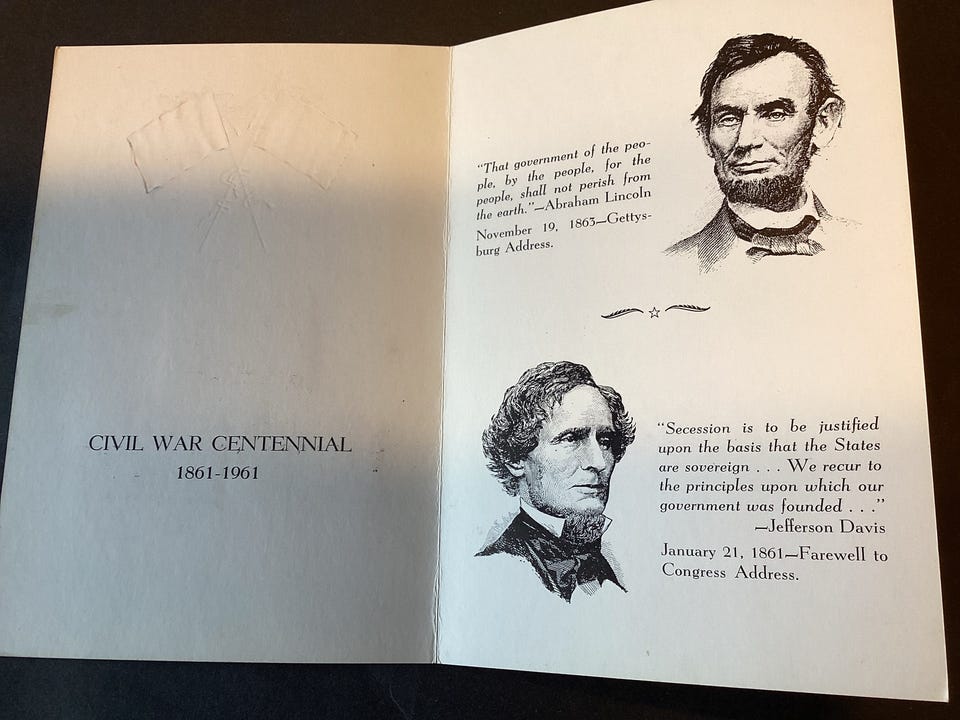 CIVIL WAR CENTENNIAL
1861-1961
"That government of the peo-
ple, by the people, for the
people, shall not perish from
the earth."—Abraham Lincoln
November 19, 1863—Gettys-
burg Address.
"Secession is to be justified
upon the basis that the States
are sovereign . . . We recur to
the principles upon which our
government was founded . . ."
—Jefferson Davis
January 21, 1861—Farewell to
Congress Address.